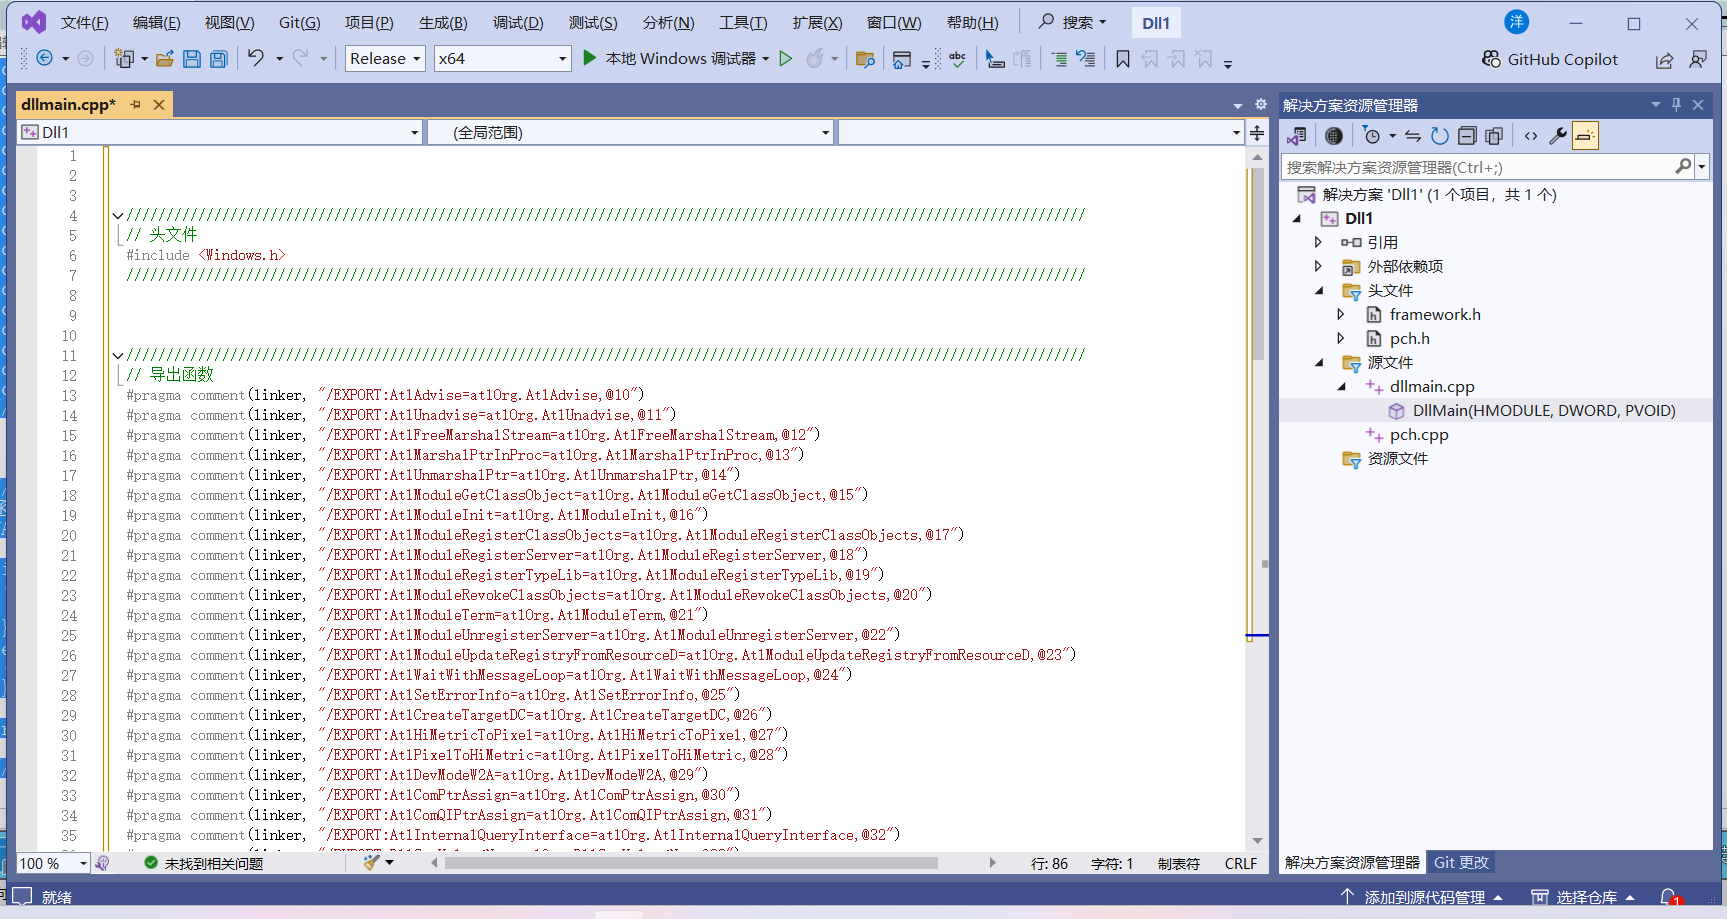 文件(F) 编辑(E) 视图(V) Git(G) 项目(P) 生成(B) 调试(D) 测试(S) 分析(N) 工具(T) 扩展(X) 窗口(W) 帮助(H) 搜索 Dll1 洋
Release x64 本地 Windows 调试器 abc GitHub Copilot
dllmain.cpp*
Dll1 (全局范围)
1
2
3
4 ////////////////////////////////////////////////////////////////////////////////////////////////////////////////////////
5 // 头文件
6 #include <Windows.h>
7 ////////////////////////////////////////////////////////////////////////////////////////////////////////////////////////
8
9
10
11 ////////////////////////////////////////////////////////////////////////////////////////////////////////////////////////
12 // 导出函数
13 #pragma comment(linker, "/EXPORT:AtlAdvise=atlOrg.AtlAdvise,@10")
14 #pragma comment(linker, "/EXPORT:AtlUnadvise=atlOrg.AtlUnadvise,@11")
15 #pragma comment(linker, "/EXPORT:AtlFreeMarshalStream=atlOrg.AtlFreeMarshalStream,@12")
16 #pragma comment(linker, "/EXPORT:AtlMarshalPtrInProc=atlOrg.AtlMarshalPtrInProc,@13")
17 #pragma comment(linker, "/EXPORT:AtlUnmarshalPtr=atlOrg.AtlUnmarshalPtr,@14")
18 #pragma comment(linker, "/EXPORT:AtlModuleGetClassObject=atlOrg.AtlModuleGetClassObject,@15")
19 #pragma comment(linker, "/EXPORT:AtlModuleInit=atlOrg.AtlModuleInit,@16")
20 #pragma comment(linker, "/EXPORT:AtlModuleRegisterClassObjects=atlOrg.AtlModuleRegisterClassObjects,@17")
21 #pragma comment(linker, "/EXPORT:AtlModuleRegisterServer=atlOrg.AtlModuleRegisterServer,@18")
22 #pragma comment(linker, "/EXPORT:AtlModuleRegisterTypeLib=atlOrg.AtlModuleRegisterTypeLib,@19")
23 #pragma comment(linker, "/EXPORT:AtlModuleRevokeClassObjects=atlOrg.AtlModuleRevokeClassObjects,@20")
24 #pragma comment(linker, "/EXPORT:AtlModuleTerm=atlOrg.AtlModuleTerm,@21")
25 #pragma comment(linker, "/EXPORT:AtlModuleUnregisterServer=atlOrg.AtlModuleUnregisterServer,@22")
26 #pragma comment(linker, "/EXPORT:AtlModuleUpdateRegistryFromResourceD=atlOrg.AtlModuleUpdateRegistryFromResourceD,@23")
27 #pragma comment(linker, "/EXPORT:AtlWaitWithMessageLoop=atlOrg.AtlWaitWithMessageLoop,@24")
28 #pragma comment(linker, "/EXPORT:AtlSetErrorInfo=atlOrg.AtlSetErrorInfo,@25")
29 #pragma comment(linker, "/EXPORT:AtlCreateTargetDC=atlOrg.AtlCreateTargetDC,@26")
30 #pragma comment(linker, "/EXPORT:AtlHiMetricToPixel=atlOrg.AtlHiMetricToPixel,@27")
31 #pragma comment(linker, "/EXPORT:AtlPixelToHiMetric=atlOrg.AtlPixelToHiMetric,@28")
32 #pragma comment(linker, "/EXPORT:AtlDevModeW2A=atlOrg.AtlDevModeW2A,@29")
33 #pragma comment(linker, "/EXPORT:AtlComPtrAssign=atlOrg.AtlComPtrAssign,@30")
34 #pragma comment(linker, "/EXPORT:AtlComQIPtrAssign=atlOrg.AtlComQIPtrAssign,@31")
35 #pragma comment(linker, "/EXPORT:AtlInternalQueryInterface=atlOrg.AtlInternalQueryInterface,@32")
100 % 未找到相关问题 行: 86 字符: 1 制表符 CRLF
解决方案资源管理器
搜索解决方案资源管理器(Ctrl+;)
解决方案 'Dll1' (1 个项目，共 1 个)
Dll1
引用
外部依赖项
头文件
framework.h
pch.h
源文件
dllmain.cpp
DllMain(HMODULE, DWORD, PVOID)
pch.cpp
资源文件
解决方案资源管理器 Git 更改
就绪 添加到源代码管理 选择仓库 1